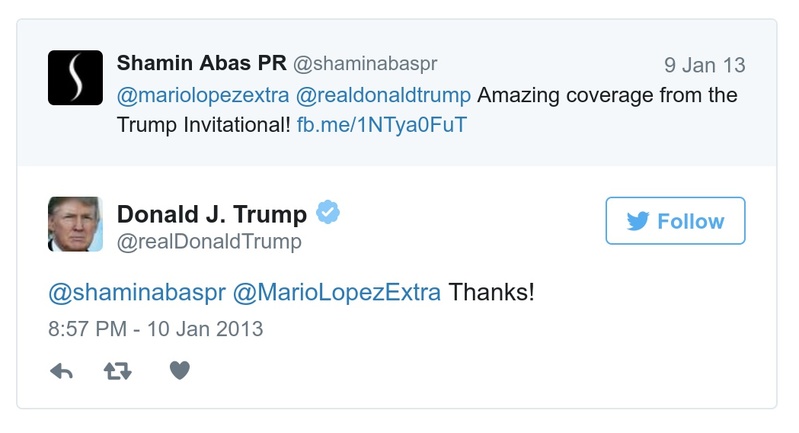 Shamin Abas PR @shaminabaspr 9 Jan 13
@mariolopezextra @realdonaldtrump Amazing coverage from the
Trump Invitational! fb.me/1NTya0FuT
Donald J. Trump
@realDonaldTrump
Follow
@shaminabaspr @MarioLopezExtra Thanks!
8:57 PM - 10 Jan 2013